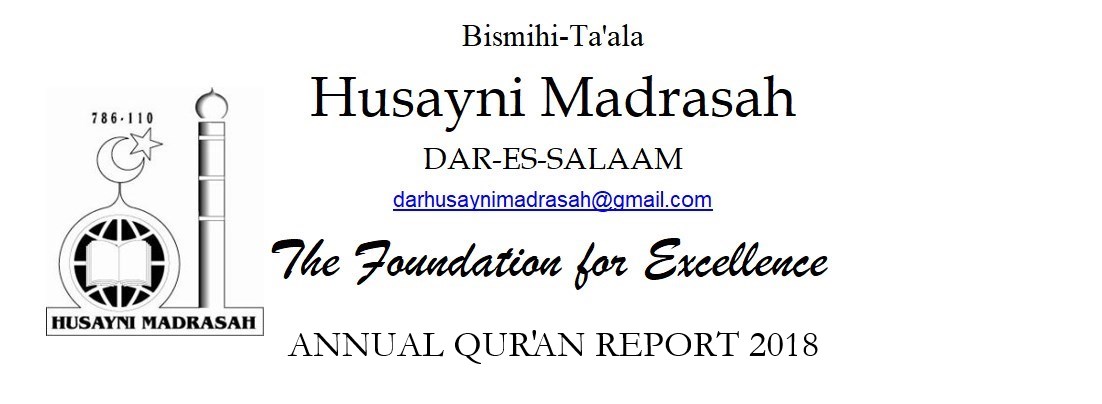 Bismihi-Ta'ala
Husayni Madrasah
DAR-ES-SALAAM
darhusaynimadrasah@gmail.com
The Foundation for Excellence
ANNUAL QUR'AN REPORT 2018
786-110
HUSAYNI MADRASAH